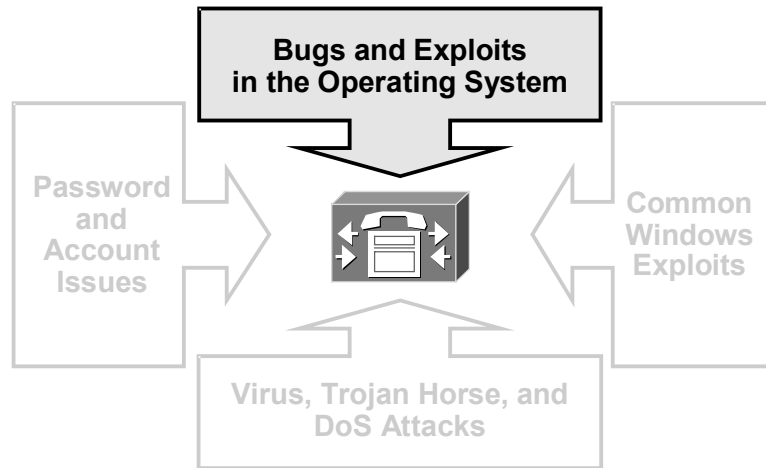 Bugs and Exploits
in the Operating System
Password
and
Account
Issues
Common
Windows
Exploits
Virus, Trojan Horse, and
DoS Attacks